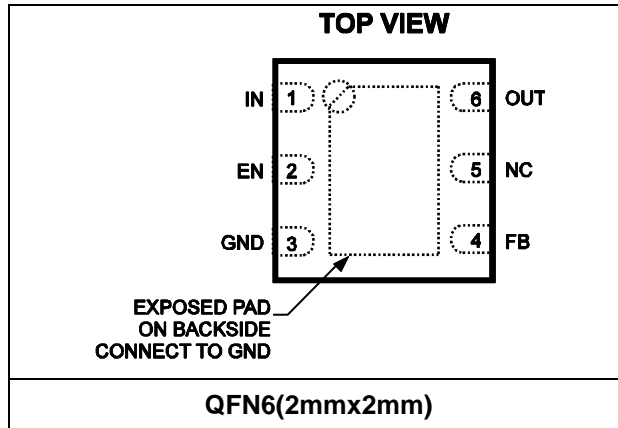 TOP VIEW
IN 1 6 OUT
EN 2 5 NC
GND 3 4 FB
EXPOSED PAD
ON BACKSIDE
CONNECT TO GND
QFN6(2mmx2mm)